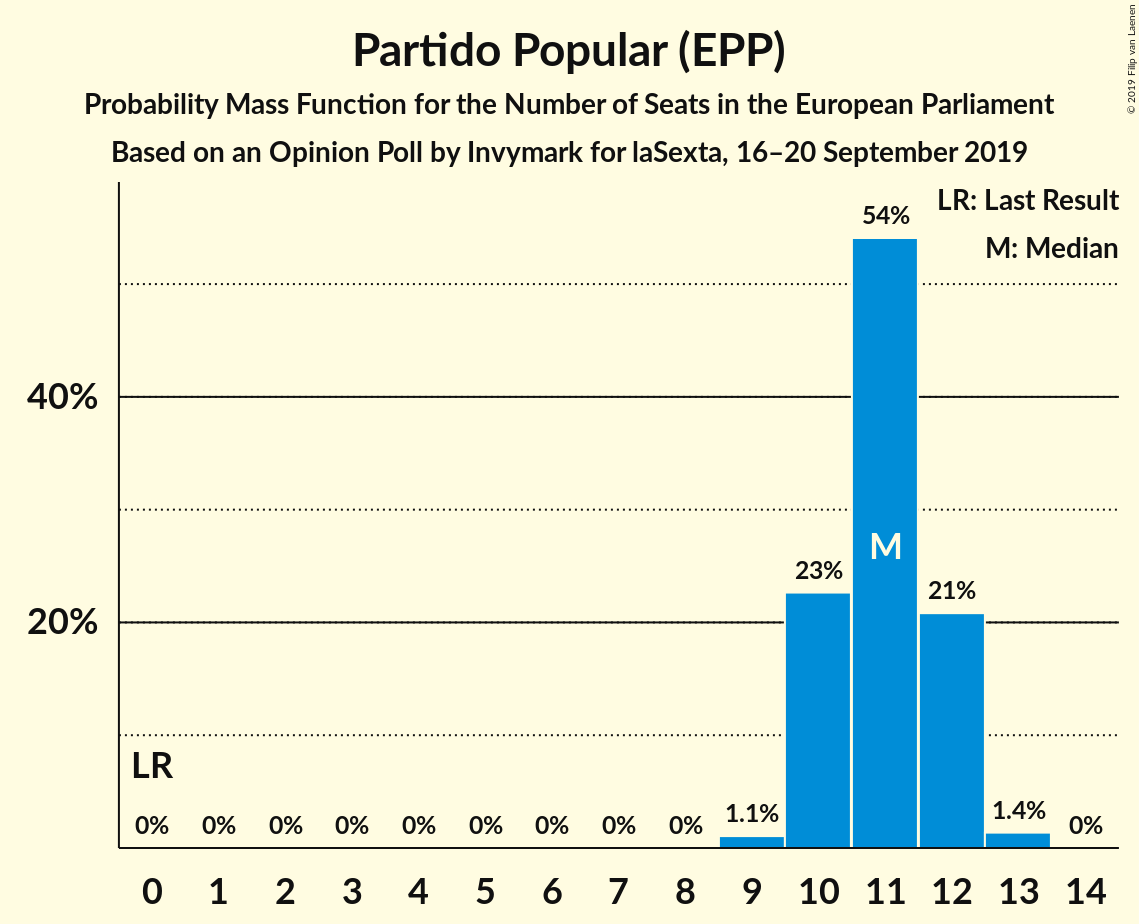 Partido Popular (EPP)
Probability Mass Function for the Number of Seats in the European Parliament
Based on an Opinion Poll by Invymark for laSexta, 16–20 September 2019
© 2019 Filip van Laenen
LR: Last Result
M: Median
54%
40%
M
23%
21%
20%
LR
0% 0% 0% 0% 0% 0% 0% 0% 0% 1.1% 1.4% 0%
0 1 2 3 4 5 6 7 8 9 10 11 12 13 14